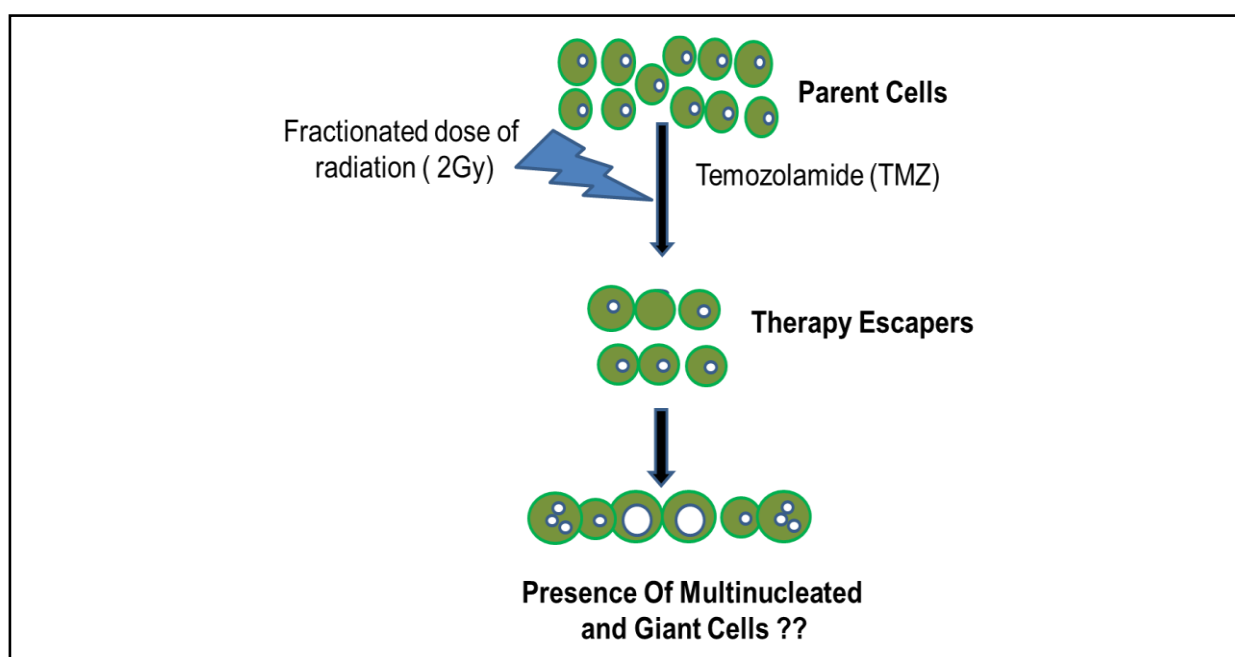 Parent Cells
Fractionated dose of
radiation ( 2Gy)
Temozolamide (TMZ)
Therapy Escapers
Presence Of Multinucleated
and Giant Cells ??